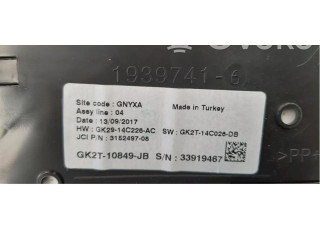 1939741-6
Site code : GNYXA
Assy line : 04
Made in Turkey
Date : 13/09/2017
HW : GK29-14C226-AC SW : GK2T-14C026-DB
JCI P/N : 3152497-08
GK2T-10849-JB S/N : 33919467